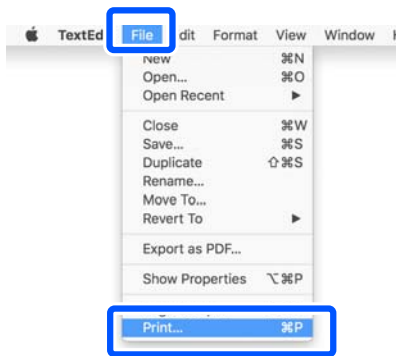 TextEd File dit Format View Window
New ⌘N
Open... ⌘O
Open Recent ▶
Close ⌘W
Save... ⌘S
Duplicate ⇧⌘S
Rename...
Move To...
Revert To ▶
Export as PDF...
Show Properties ⌥⌘P
Print... ⌘P